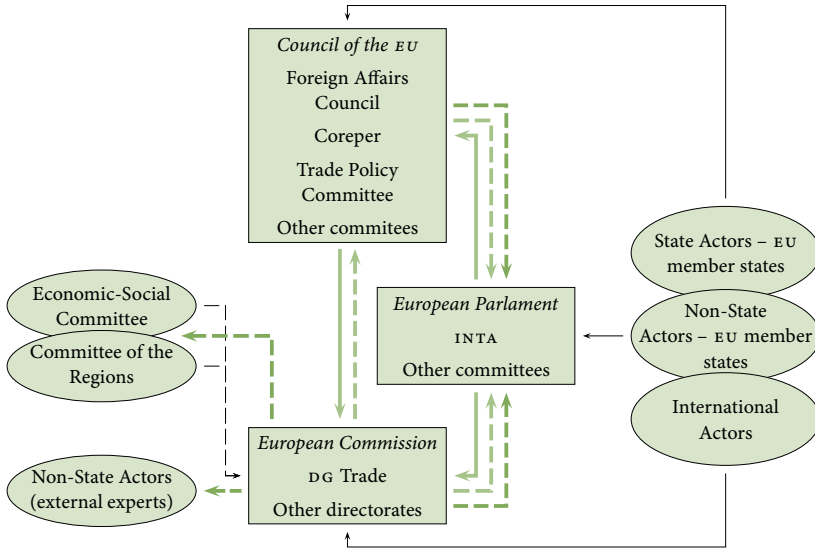 Council of the EU
Foreign Affairs
Council
Coreper
Trade Policy
Committee
Other commitees
State Actors – EU
member states
Non-State
Actors – EU member
states
International
Actors
Economic-Social
Committee
Committee of the
Regions
European Parlament
INTA
Other committees
European Commission
DG Trade
Other directorates
Non-State Actors
(external experts)